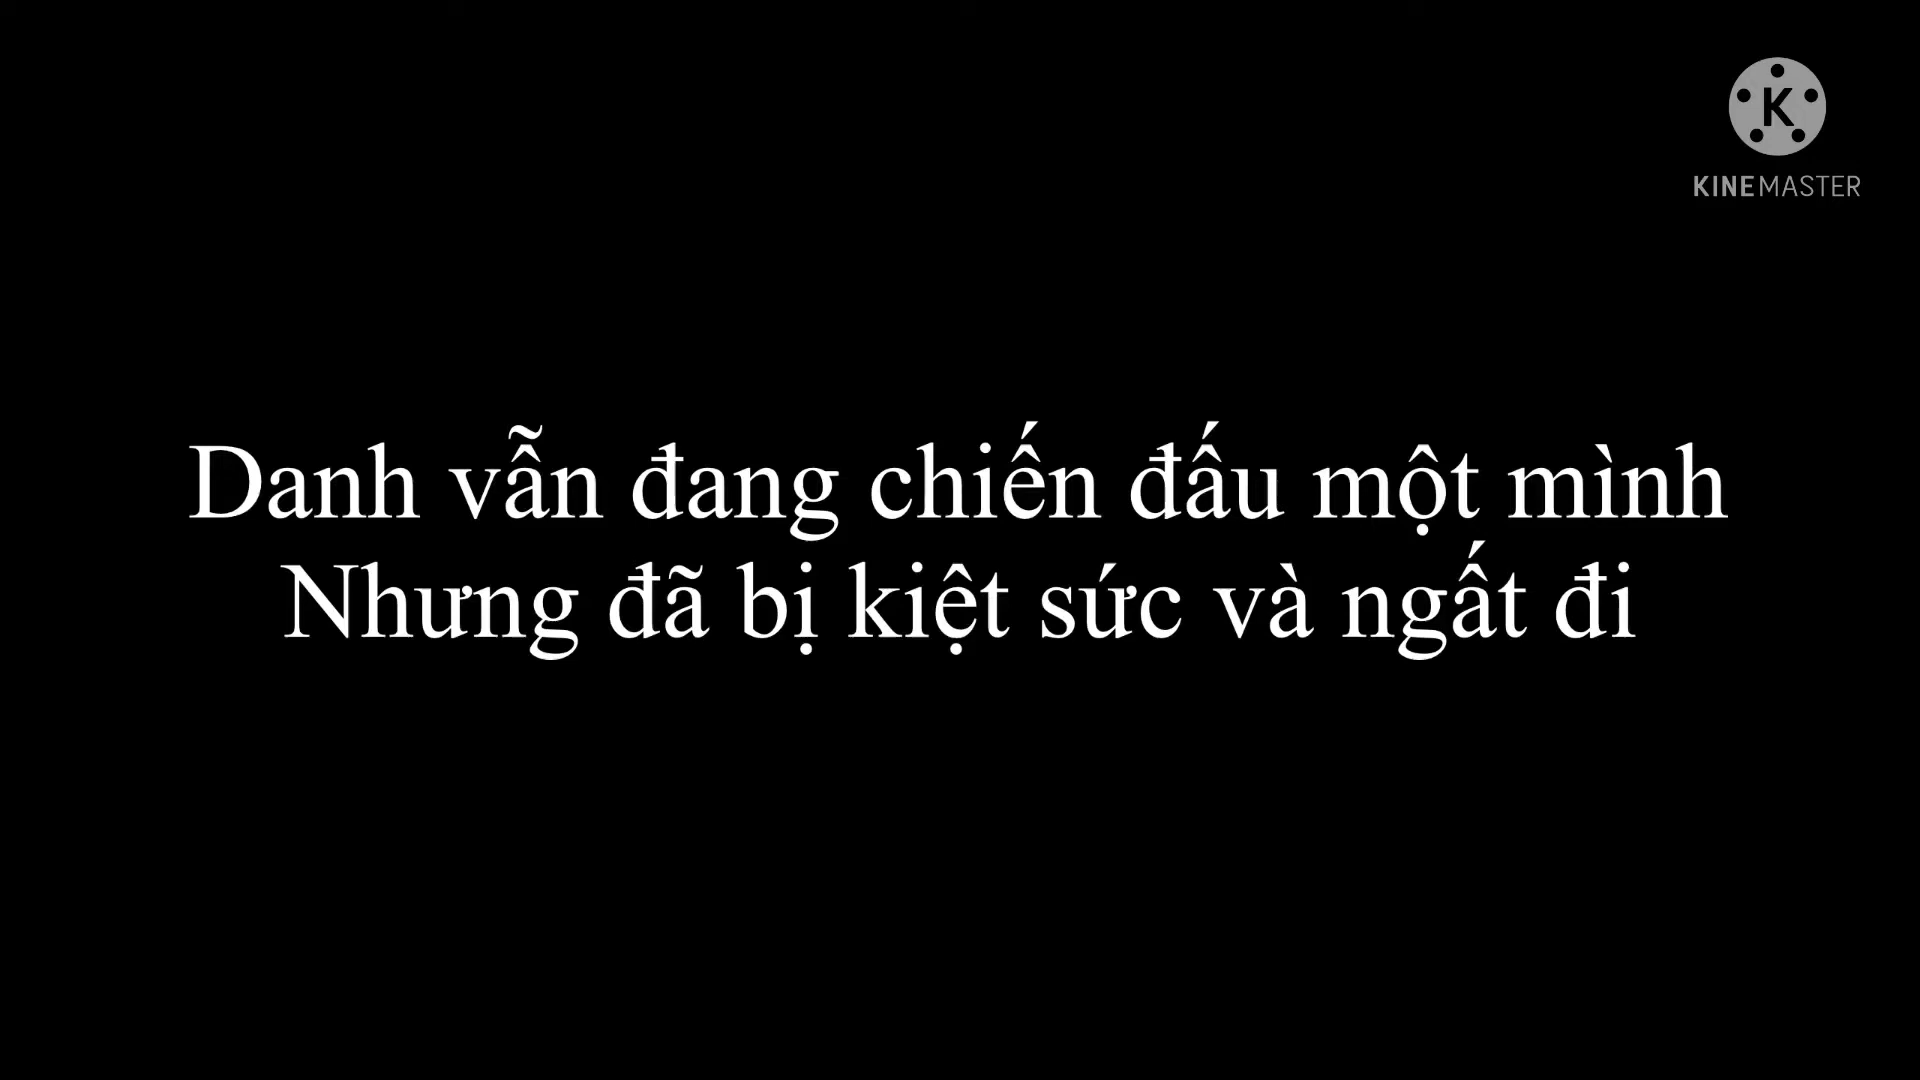 KINEMASTER
Danh vẫn đang chiến đấu một mình
Nhưng đã bị kiệt sức và ngất đi